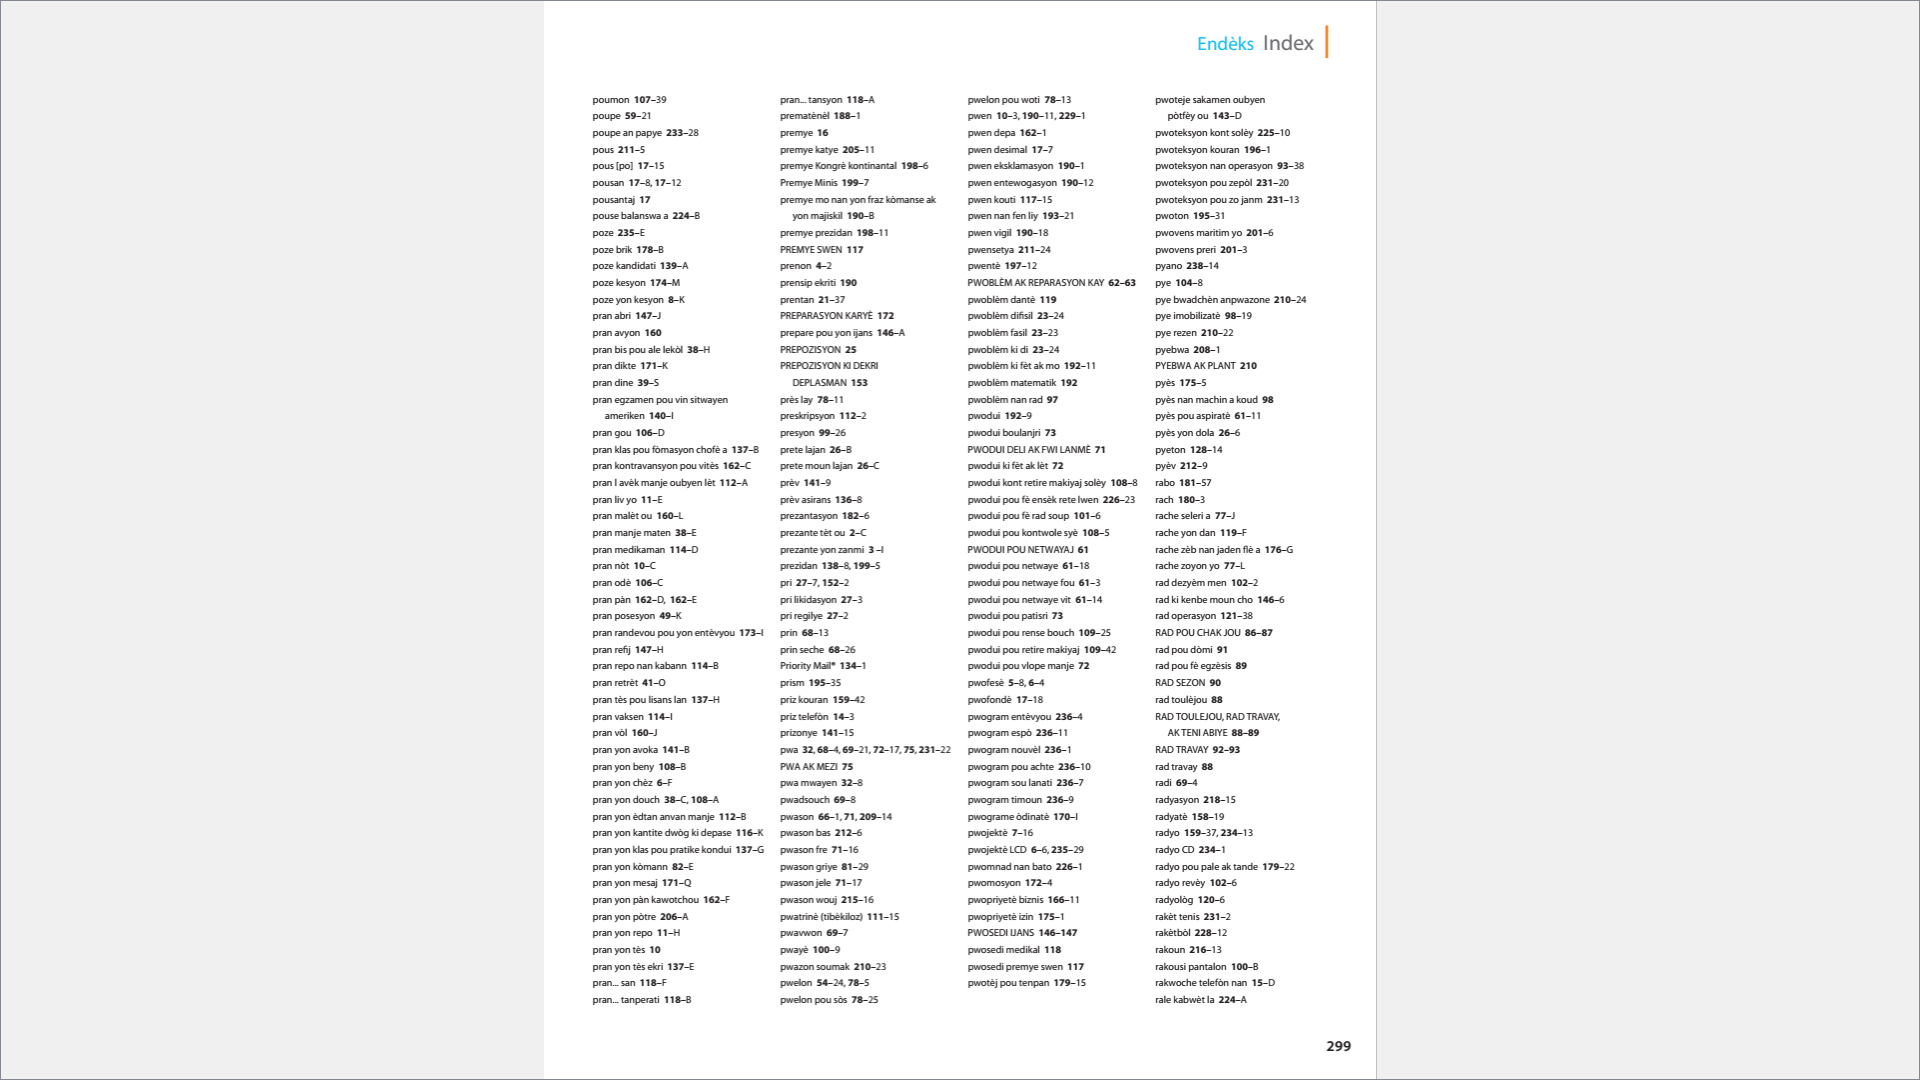 Endèks Index
poumon 107–39
poupe 59–21
poupe an papye 233–28
pous 211–5
pous [po] 17–15
pousan 17–8, 17–12
pousantaj 17
pouse balanswa a 224–B
poze 235–E
poze brik 178–B
poze kandidati 139–A
poze kesyon 174–M
poze yon kesyon 8–K
pran abri 147–J
pran avyon 160
pran bis pou ale lekòl 38–H
pran dikte 171–K
pran dine 39–S
pran egzamen pou vin sitwayen
ameriken 140–I
pran gou 106–D
pran klas pou fòmasyon chofè a 137–B
pran kontravansyon pou vitès 162–C
pran l avèk manje oubyen lèt 112–A
pran liv yo 11–E
pran malèt ou 160–L
pran manje maten 38–E
pran medikaman 114–D
pran nòt 10–C
pran odè 106–C
pran pàn 162–D, 162–E
pran posesyon 49–K
pran randevou pou yon entèvyou 173–I
pran refij 147–H
pran repo nan kabann 114–B
pran retrèt 41–O
pran tès pou lisans lan 137–H
pran vaksen 114–I
pran vòl 160–J
pran yon avoka 141–B
pran yon beny 108–B
pran yon chèz 6–F
pran yon douch 38–C, 108–A
pran yon èdtan anvan manje 112–B
pran yon kantite dwòg ki depase 116–K
pran yon klas pou pratike kondui 137–G
pran yon kòmann 82–E
pran yon mesaj 171–Q
pran yon pàn kawotchou 162–F
pran yon pòtre 206–A
pran yon repo 11–H
pran yon tès 10
pran yon tès ekri 137–E
pran... san 118–F
pran... tanperati 118–B
pran... tansyon 118–A
prematènèl 188–1
premye 16
premye katye 205–11
premye Kongrè kontinantal 198–6
Premye Minis 199–7
premye mo nan yon fraz kòmanse ak
yon majiskil 190–B
premye prezidan 198–11
PREMYE SWEN 117
prenon 4–2
prensip ekriti 190
prentan 21–37
PREPARASYON KARYÈ 172
prepare pou yon ijans 146–A
PREPOZISYON 25
PREPOZISYON KI DEKRI
DEPLASMAN 153
près lay 78–11
preskripsyon 112–2
presyon 99–26
prete lajan 26–B
prete moun lajan 26–C
prèv 141–9
prèv asirans 136–8
prezantasyon 182–6
prezante tèt ou 2–C
prezante yon zanmi 3 –I
prezidan 138–8, 199–5
pri 27–7, 152–2
pri likidasyon 27–3
pri regilye 27–2
prin 68–13
prin seche 68–26
Priority Mail® 134–1
prism 195–35
priz kouran 159–42
priz telefòn 14–3
prizonye 141–15
pwa 32, 68–4, 69–21, 72–17, 75, 231–22
PWA AK MEZI 75
pwa mwayen 32–8
pwadsouch 69–8
pwason 66–1, 71, 209–14
pwason bas 212–6
pwason fre 71–16
pwason griye 81–29
pwason jele 71–17
pwason wouj 215–16
pwatrinè (tibèkiloz) 111–15
pwavwon 69–7
pwayè 100–9
pwazon soumak 210–23
pwelon 54–24, 78–5
pwelon pou sòs 78–25
pwelon pou woti 78–13
pwen 10–3, 190–11, 229–1
pwen depa 162–1
pwen desimal 17–7
pwen eksklamasyon 190–1
pwen entewogasyon 190–12
pwen kouti 117–15
pwen nan fen liy 193–21
pwen vigil 190–18
pwensetya 211–24
pwentè 197–12
PWOBLÈM AK REPARASYON KAY 62–63
pwoblèm dantè 119
pwoblèm difisil 23–24
pwoblèm fasil 23–23
pwoblèm ki di 23–24
pwoblèm ki fèt ak mo 192–11
pwoblèm matematik 192
pwoblèm nan rad 97
pwodui 192–9
pwodui boulanjri 73
PWODUI DELI AK FWI LANMÈ 71
pwodui ki fèt ak lèt 72
pwodui kont retire makiyaj solèy 108–8
pwodui pou fè ensèk rete lwen 226–23
pwodui pou fè rad soup 101–6
pwodui pou kontwole syè 108–5
PWODUI POU NETWAYAJ 61
pwodui pou netwaye 61–18
pwodui pou netwaye fou 61–3
pwodui pou netwaye vit 61–14
pwodui pou patisri 73
pwodui pou rense bouch 109–25
pwodui pou retire makiyaj 109–42
pwodui pou vlope manje 72
pwofesè 5–8, 6–4
pwofondè 17–18
pwogram entèvyou 236–4
pwogram espò 236–11
pwogram nouvèl 236–1
pwogram pou achte 236–10
pwogram sou lanati 236–7
pwogram timoun 236–9
pwograme òdinatè 170–I
pwojektè 7–16
pwojektè LCD 6–6, 235–29
pwomnad nan bato 226–1
pwomosyon 172–4
pwopriyetè biznis 166–11
pwopriyetè izin 175–1
PWOSEDI IJANS 146–147
pwosedi medikal 118
pwosedi premye swen 117
pwotèj pou tenpan 179–15
pwoteje sakamen oubyen
pòtfèy ou 143–D
pwoteksyon kont solèy 225–10
pwoteksyon kouran 196–1
pwoteksyon nan operasyon 93–38
pwoteksyon pou zepòl 231–20
pwoteksyon pou zo janm 231–13
pwoton 195–31
pwovens maritim yo 201–6
pwovens preri 201–3
pyano 238–14
pye 104–8
pye bwadchèn anpwazone 210–24
pye imobilizatè 98–19
pye rezen 210–22
pyebwa 208–1
PYEBWA AK PLANT 210
pyès 175–5
pyès nan machin a koud 98
pyès pou aspiratè 61–11
pyès yon dola 26–6
pyeton 128–14
pyèv 212–9
rabo 181–57
rach 180–3
rache seleri a 77–J
rache yon dan 119–F
rache zèb nan jaden flè a 176–G
rache zoyon yo 77–L
rad dezyèm men 102–2
rad ki kenbe moun cho 146–6
rad operasyon 121–38
RAD POU CHAK JOU 86–87
rad pou dòmi 91
rad pou fè egzèsis 89
RAD SEZON 90
rad toulèjou 88
RAD TOULEJOU, RAD TRAVAY,
AK TENI ABIYE 88–89
RAD TRAVAY 92–93
rad travay 88
radi 69–4
radyasyon 218–15
radyatè 158–19
radyo 159–37, 234–13
radyo CD 234–1
radyo pou pale ak tande 179–22
radyo revèy 102–6
radyològ 120–6
rakèt tenis 231–2
rakètbòl 228–12
rakoun 216–13
rakousi pantalon 100–B
rakwoche telefòn nan 15–D
rale kabwèt la 224–A
299